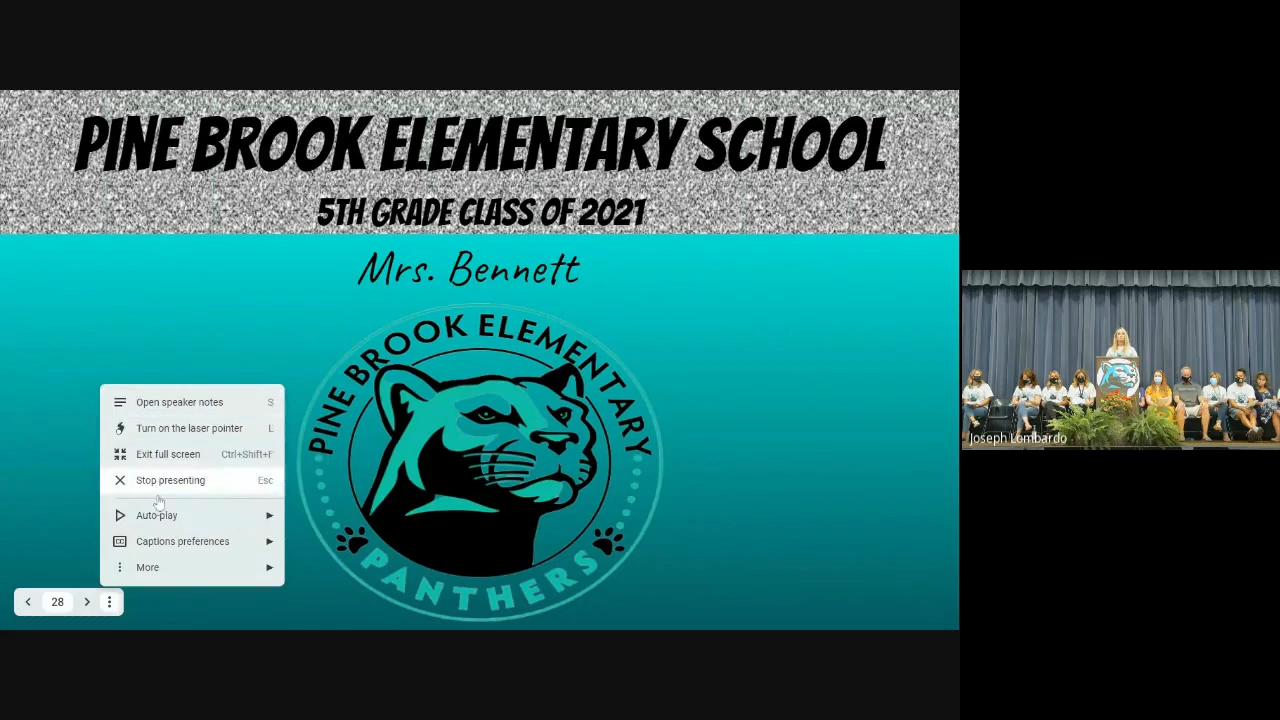 PINE BROOK ELEMENTARY SCHOOL
5TH GRADE CLASS OF 2021
Mrs. Bennett
PINE BROOK ELEMENTARY
PANTHERS
Open speaker notes S
Turn on the laser pointer L
Exit full screen Ctrl+Shift+F
Stop presenting Esc
Auto-play
CC Captions preferences
More
28
Joseph Lombardo